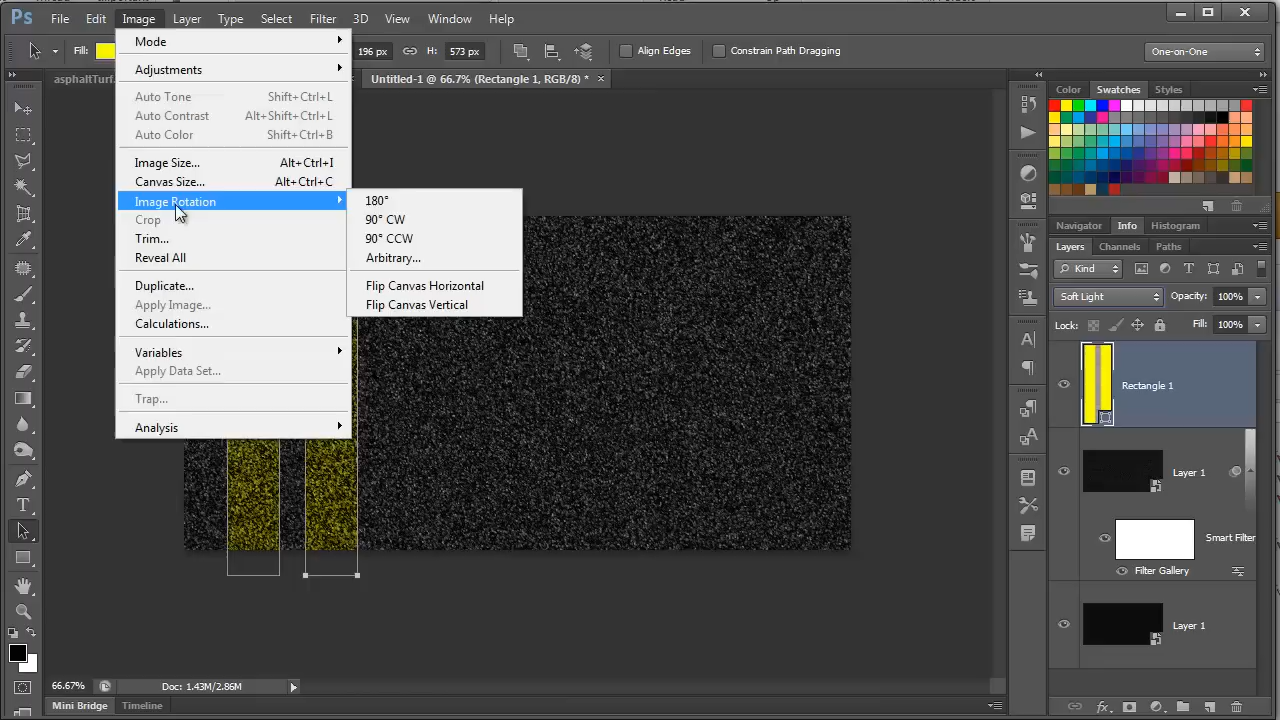 Ps File Edit Image Layer Type Select Filter 3D View Window Help
Fill: 196 px H: 573 px Align Edges Constrain Path Dragging One-on-One
asphaltTurf. Untitled-1 @ 66.7% (Rectangle 1, RGB/8) * ×
Mode
Adjustments
Auto Tone Shift+Ctrl+L
Auto Contrast Alt+Shift+Ctrl+L
Auto Color Shift+Ctrl+B
Image Size... Alt+Ctrl+I
Canvas Size... Alt+Ctrl+C
Image Rotation
Crop
Trim...
Reveal All
Duplicate...
Apply Image...
Calculations...
Variables
Apply Data Set...
Trap...
Analysis
180°
90° CW
90° CCW
Arbitrary...
Flip Canvas Horizontal
Flip Canvas Vertical
Color Swatches Styles
Navigator Info Histogram
Layers Channels Paths
Kind
Soft Light Opacity: 100%
Lock: Fill: 100%
Rectangle 1
Layer 1
Smart Filter
Filter Gallery
Layer 1
66.67% Doc: 1.43M/2.86M
Mini Bridge Timeline